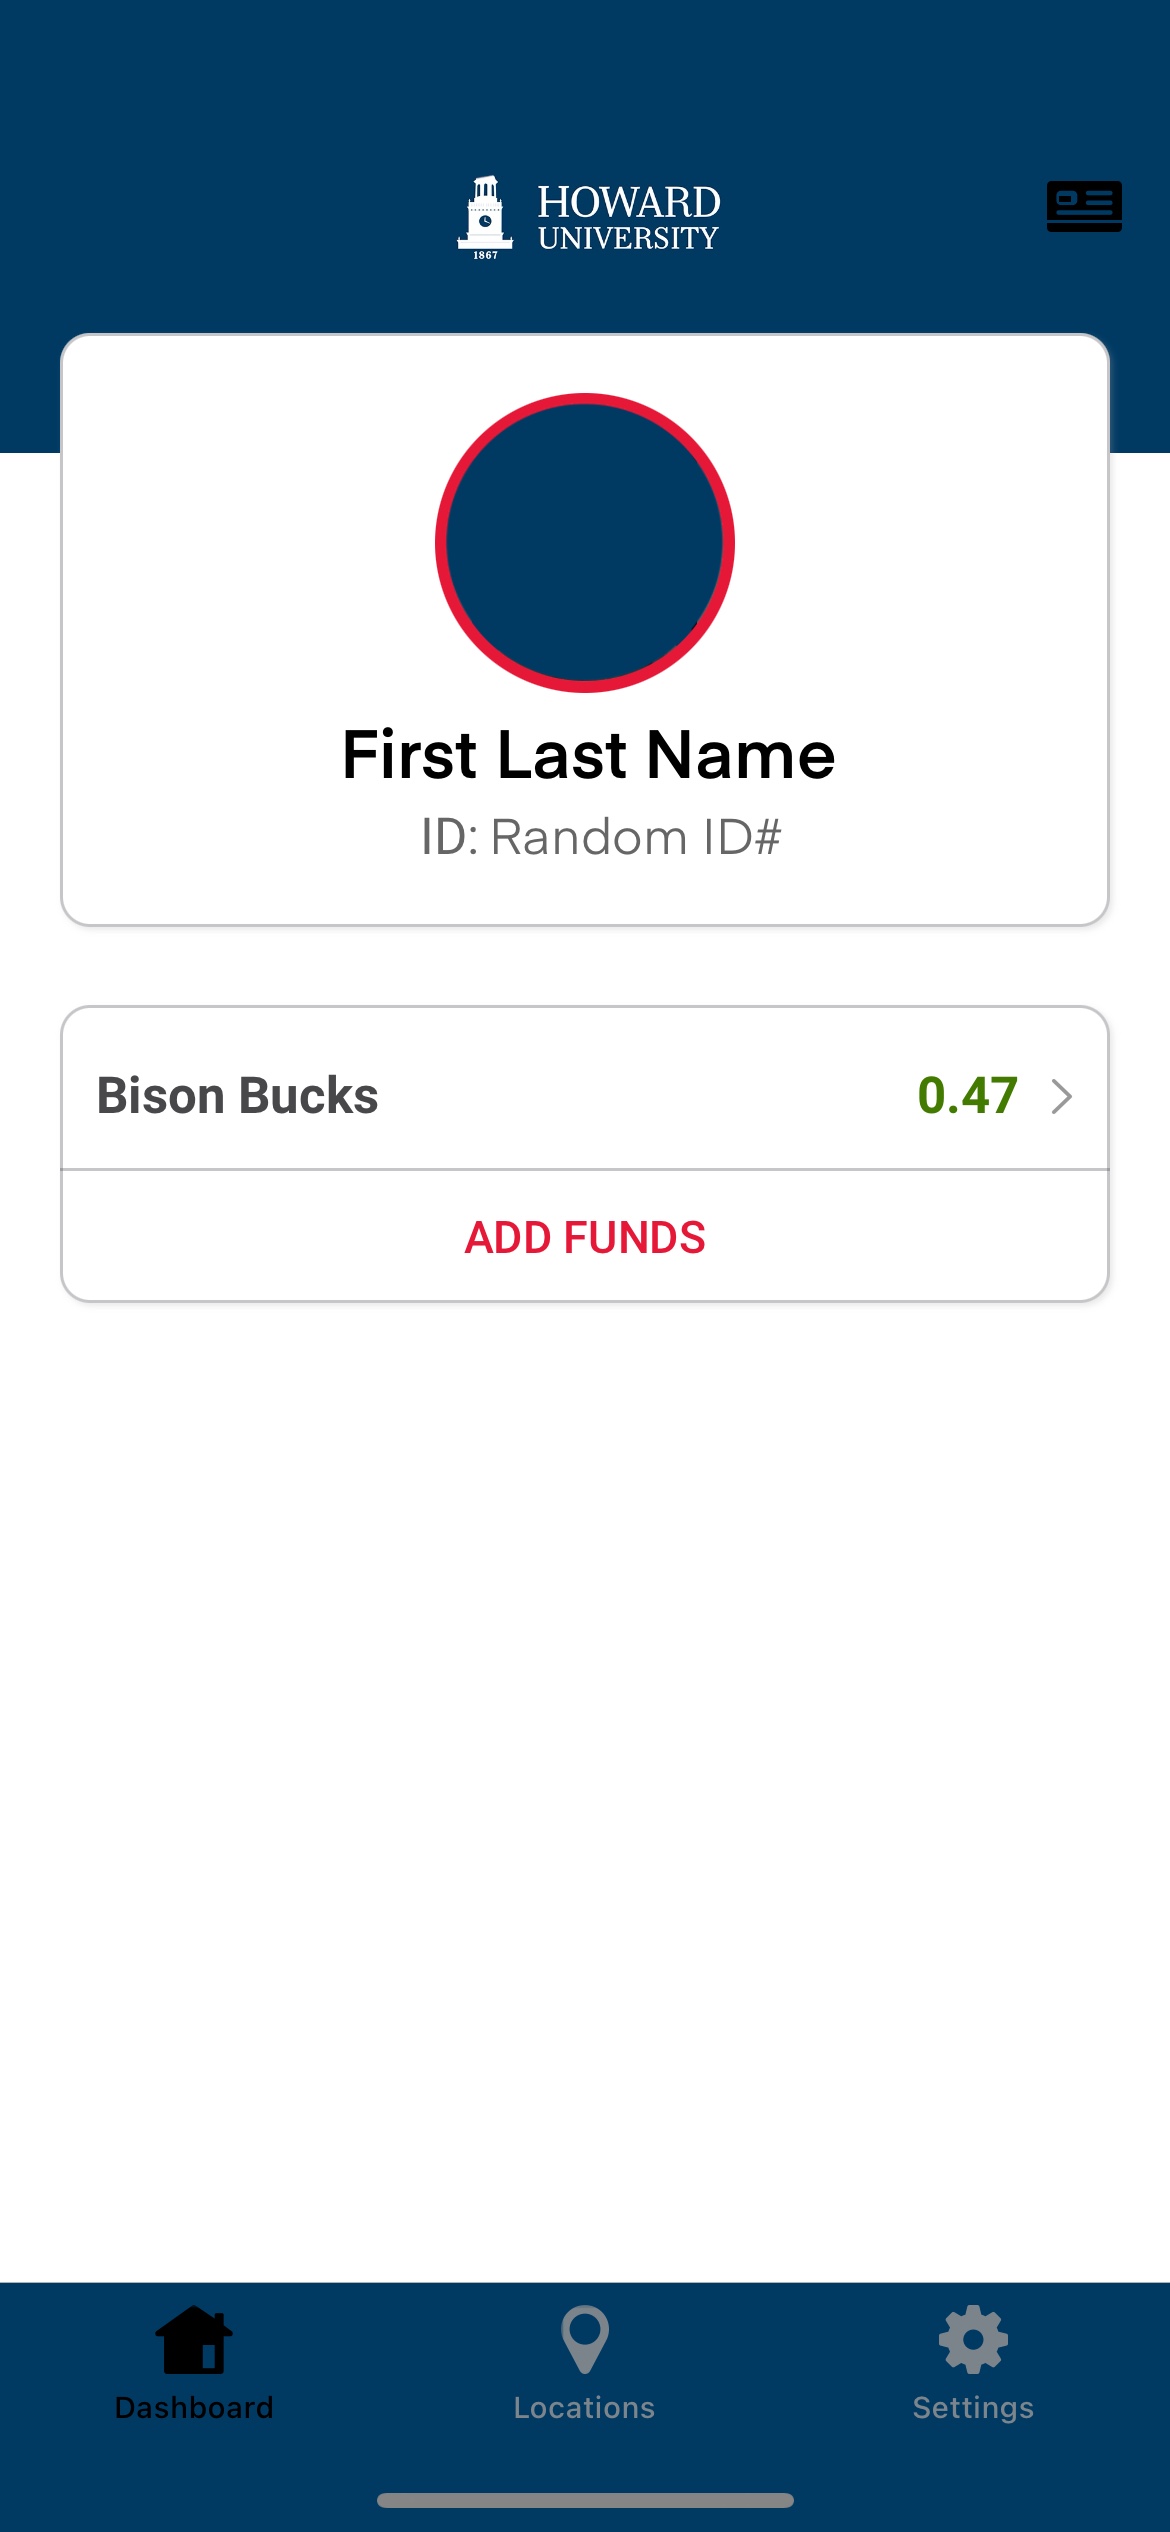 HOWARD
UNIVERSITY
1867
First Last Name
ID: Random ID#
Bison Bucks 0.47
ADD FUNDS
Dashboard Locations Settings